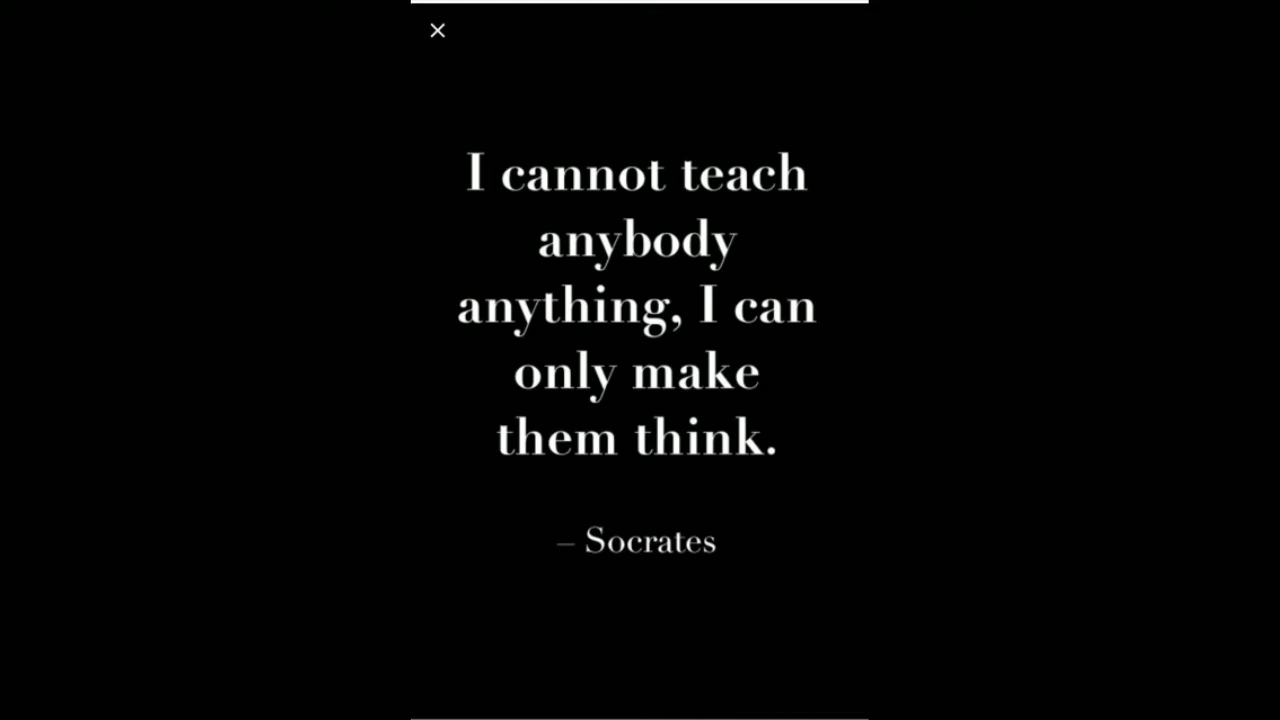 I cannot teach
anybody
anything, I can
only make
them think.
– Socrates